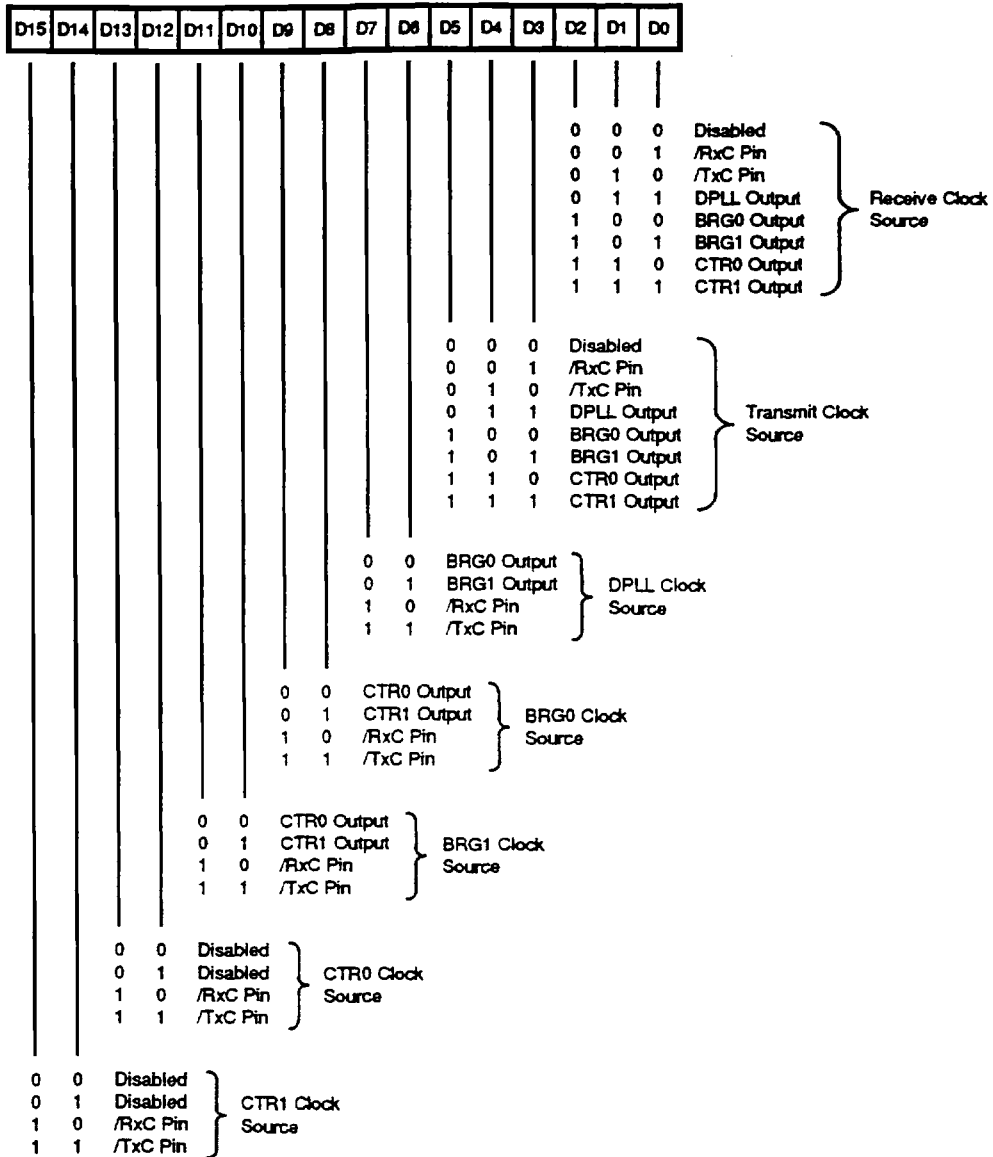 D15 D14 D13 D12 D11 D10 D9 D8 D7 D6 D5 D4 D3 D2 D1 D0
0 0 0 Disabled
0 0 1 /RxC Pin
0 1 0 /TxC Pin
0 1 1 DPLL Output
1 0 0 BRG0 Output
1 0 1 BRG1 Output
1 1 0 CTR0 Output
1 1 1 CTR1 Output
Receive Clock
Source
0 0 0 Disabled
0 0 1 /RxC Pin
0 1 0 /TxC Pin
0 1 1 DPLL Output
1 0 0 BRG0 Output
1 0 1 BRG1 Output
1 1 0 CTR0 Output
1 1 1 CTR1 Output
Transmit Clock
Source
0 0 BRG0 Output
0 1 BRG1 Output
1 0 /RxC Pin
1 1 /TxC Pin
DPLL Clock
Source
0 0 CTR0 Output
0 1 CTR1 Output
1 0 /RxC Pin
1 1 /TxC Pin
BRG0 Clock
Source
0 0 CTR0 Output
0 1 CTR1 Output
1 0 /RxC Pin
1 1 /TxC Pin
BRG1 Clock
Source
0 0 Disabled
0 1 Disabled
1 0 /RxC Pin
1 1 /TxC Pin
CTR0 Clock
Source
0 0 Disabled
0 1 Disabled
1 0 /RxC Pin
1 1 /TxC Pin
CTR1 Clock
Source